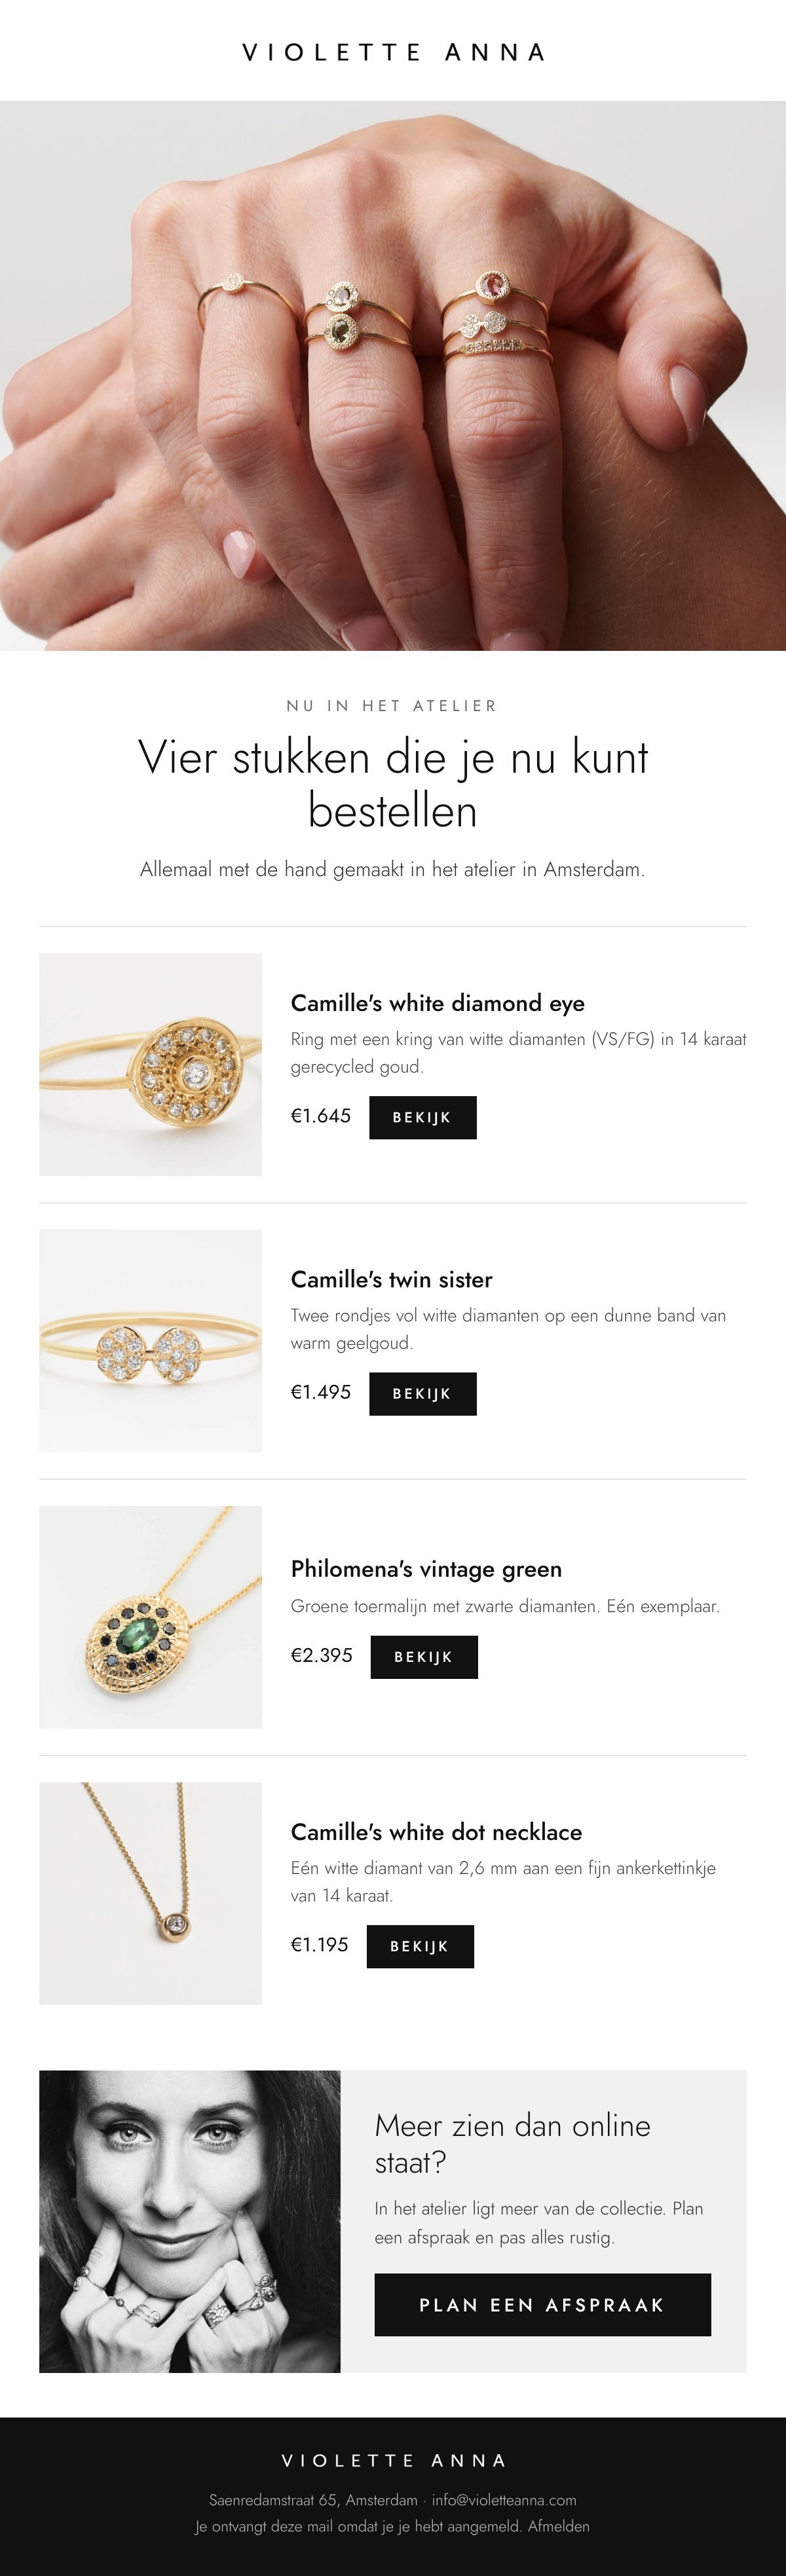 VIOLETTE ANNA
NU IN HET ATELIER
Vier stukken die je nu kunt
bestellen
Allemaal met de hand gemaakt in het atelier in Amsterdam.
Camille's white diamond eye
Ring met een kring van witte diamanten (VS/FG) in 14 karaat
gerecycled goud.
€1.645 BEKIJK
Camille's twin sister
Twee rondjes vol witte diamanten op een dunne band van
warm geelgoud.
€1.495 BEKIJK
Philomena's vintage green
Groene toermalijn met zwarte diamanten. Eén exemplaar.
€2.395 BEKIJK
Camille's white dot necklace
Eén witte diamant van 2,6 mm aan een fijn ankerkettinkje
van 14 karaat.
€1.195 BEKIJK
Meer zien dan online
staat?
In het atelier ligt meer van de collectie. Plan
een afspraak en pas alles rustig.
PLAN EEN AFSPRAAK
VIOLETTE ANNA
Saenredamstraat 65, Amsterdam · info@violetteanna.com
Je ontvangt deze mail omdat je je hebt aangemeld. Afmelden